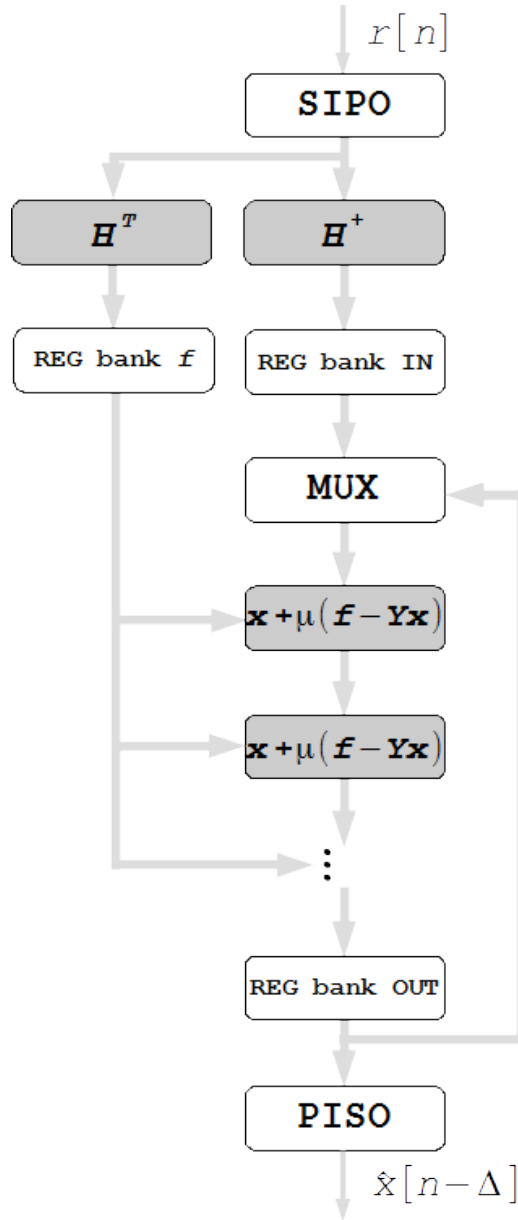 r[n]
SIPO
H^T
H^+
REG bank f
REG bank IN
MUX
x+μ(f−Yx)
x+μ(f−Yx)
⋮
REG bank OUT
PISO
x̂[n−Δ]